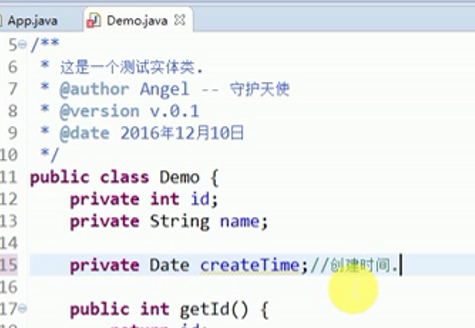 App.java
Demo.java
5 /**
6 * 这是一个测试实体类.
7 * @author Angel -- 守护天使
8 * @version v.0.1
9 * @date 2016年12月10日
10 */
11 public class Demo {
12 private int id;
13 private String name;
14
15 private Date createTime;//创建时间.
16
17 public int getId() {
18 return id;